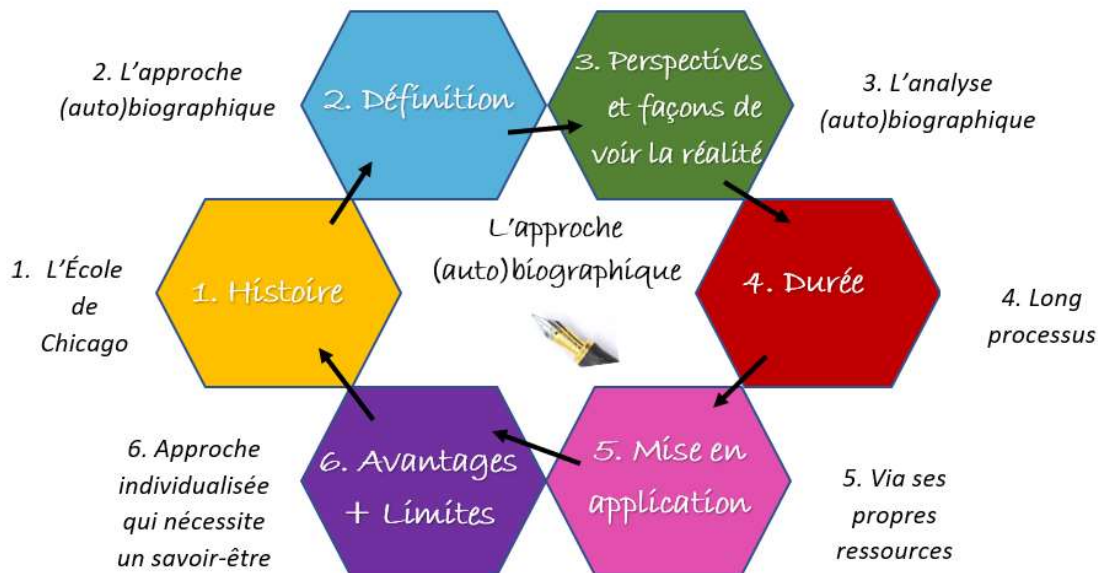 2. L'approche
(auto)biographique
2. Définition
3. Perspectives
et façons de
voir la réalité
3. L'analyse
(auto)biographique
1. L'École
de
Chicago
1. Histoire
L'approche
(auto)biographique
4. Durée
4. Long
processus
6. Approche
individualisée
qui nécessite
un savoir-être
6. Avantages
+ Limites
5. Mise en
application
5. Via ses
propres
ressources